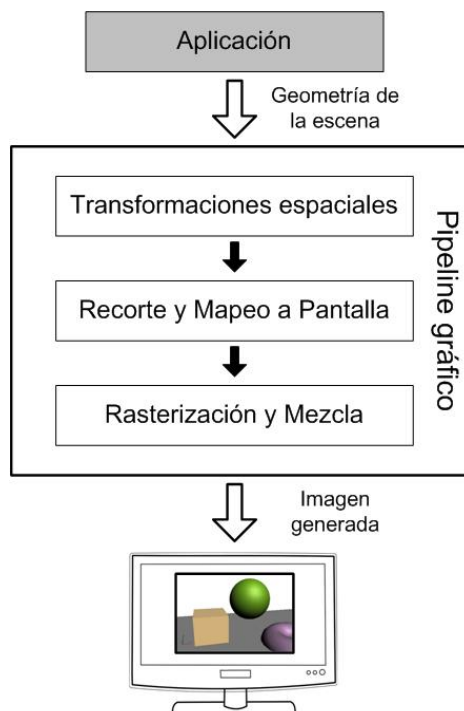 Aplicación
Geometría de
la escena
Transformaciones espaciales
Recorte y Mapeo a Pantalla
Rasterización y Mezcla
Pipeline gráfico
Imagen
generada